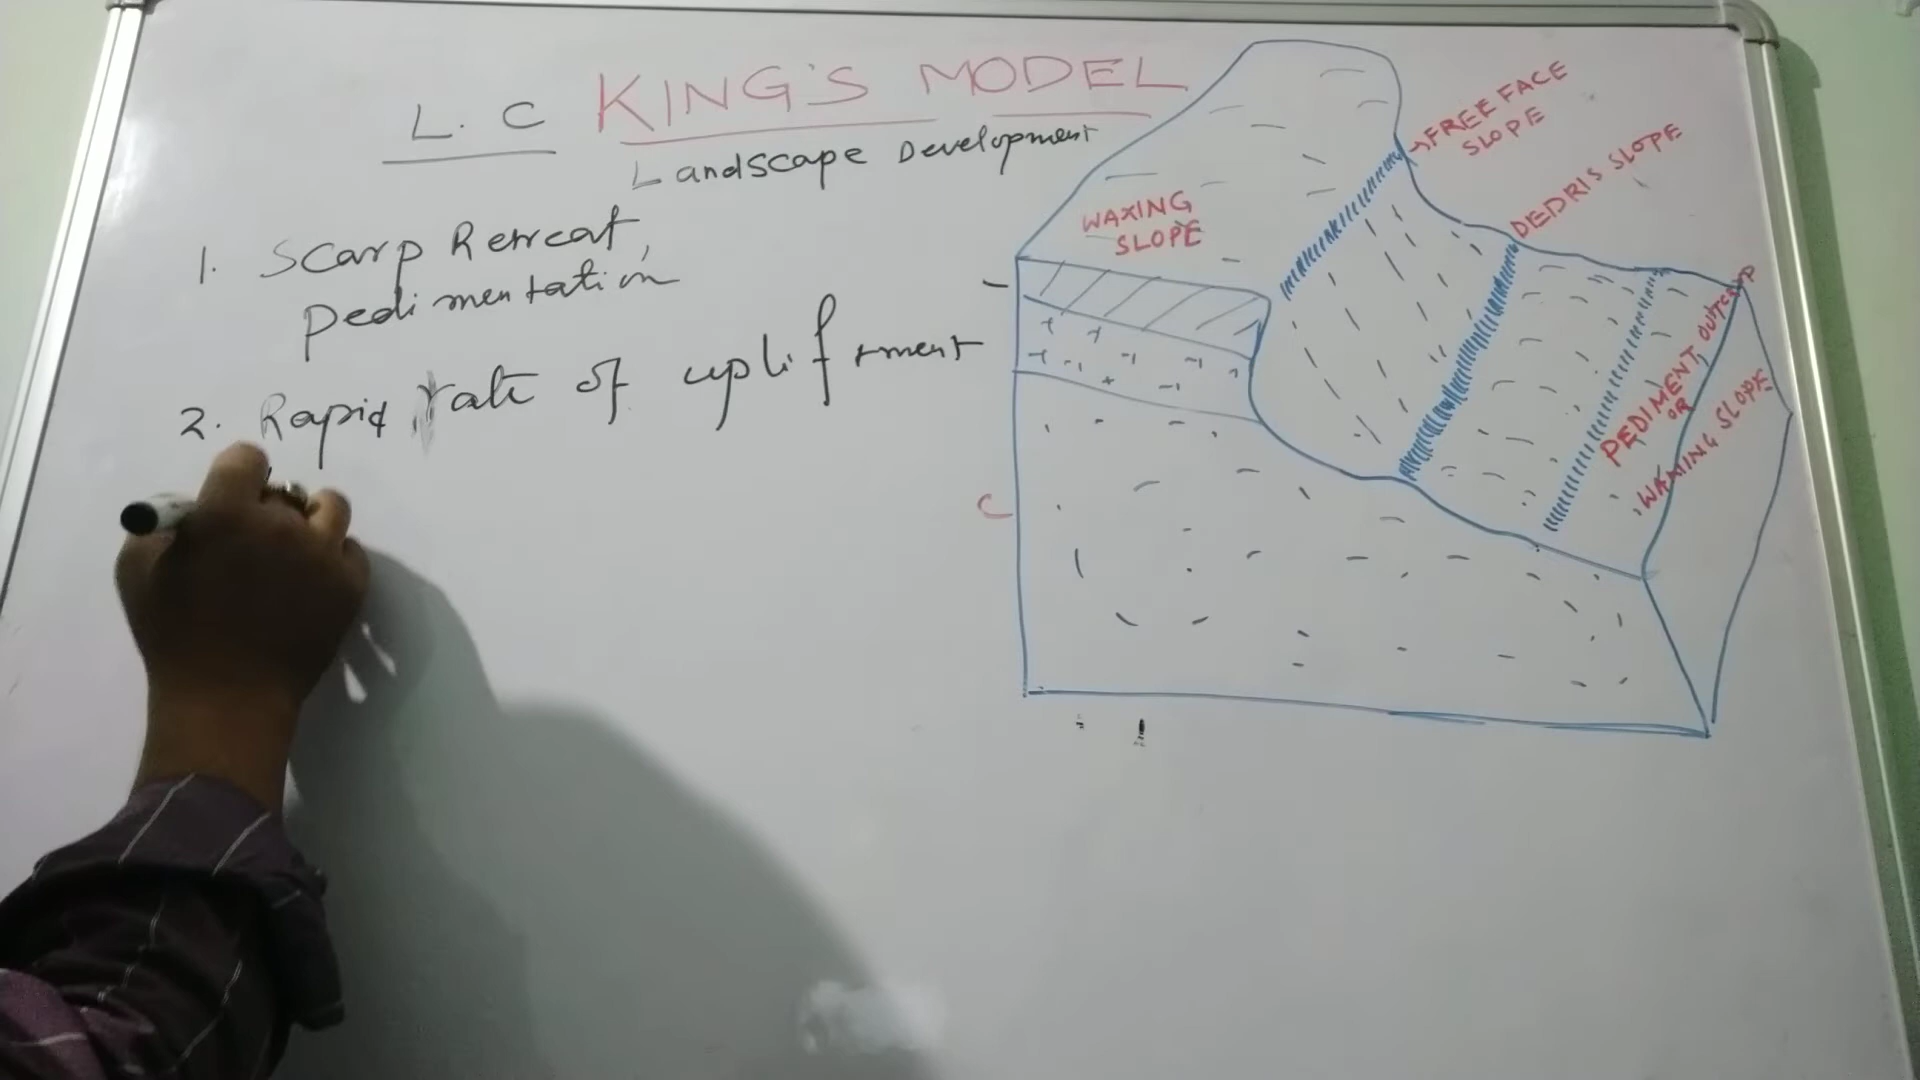 L. C KING'S MODEL
Landscape Development
1. Scarp Retreat,
Pedimentation
2. Rapid rate of upliftment
WAXING
SLOPE
FREE FACE
SLOPE
DEDRIS SLOPE
PEDIMENT, OUTCROP
OR
WANING SLOPE
C